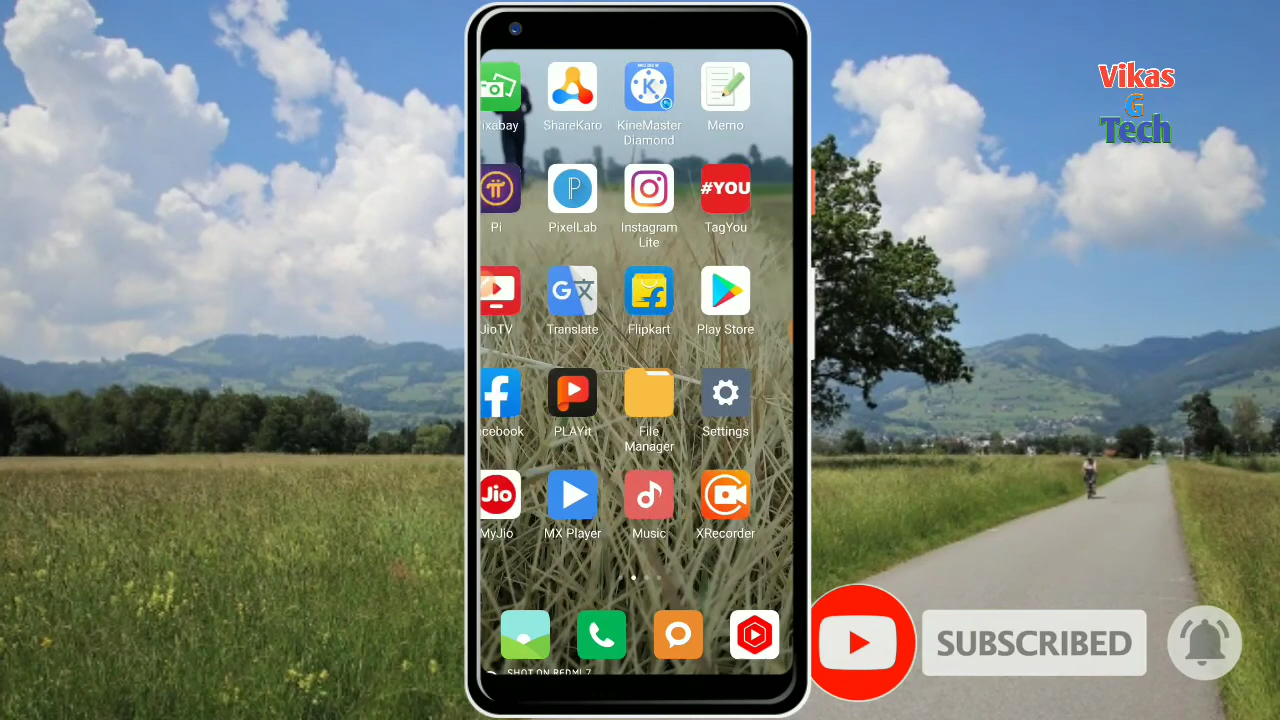 Vikas
G
Tech
ixabay
ShareKaro
KineMaster
Diamond
Memo
Pi
PixelLab
Instagram
Lite
#YOU
TagYou
JioTV
Translate
Flipkart
Play Store
cebook
PLAYit
File
Manager
Settings
Jio
MyJio
MX Player
Music
XRecorder
SHOT ON REDMI 7
SUBSCRIBED